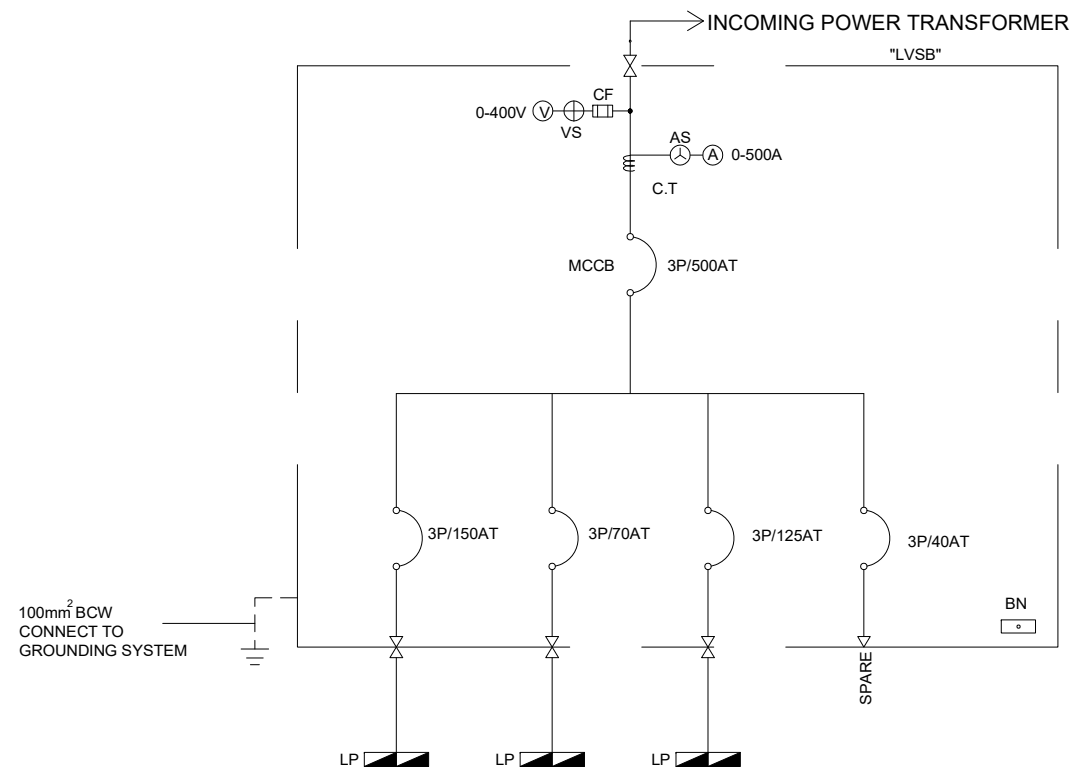 INCOMING POWER TRANSFORMER
"LVSB"
CF
0-400V V
VS
AS
A 0-500A
C.T
MCCB 3P/500AT
3P/150AT
3P/70AT
3P/125AT
3P/40AT
100mm² BCW
CONNECT TO
GROUNDING SYSTEM
BN
SPARE
LP
LP
LP